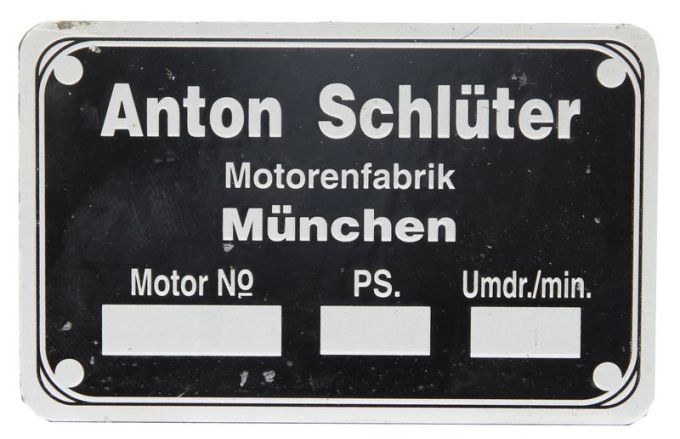 Anton Schlüter
Motorenfabrik
München
Motor Nº PS. Umdr./min.